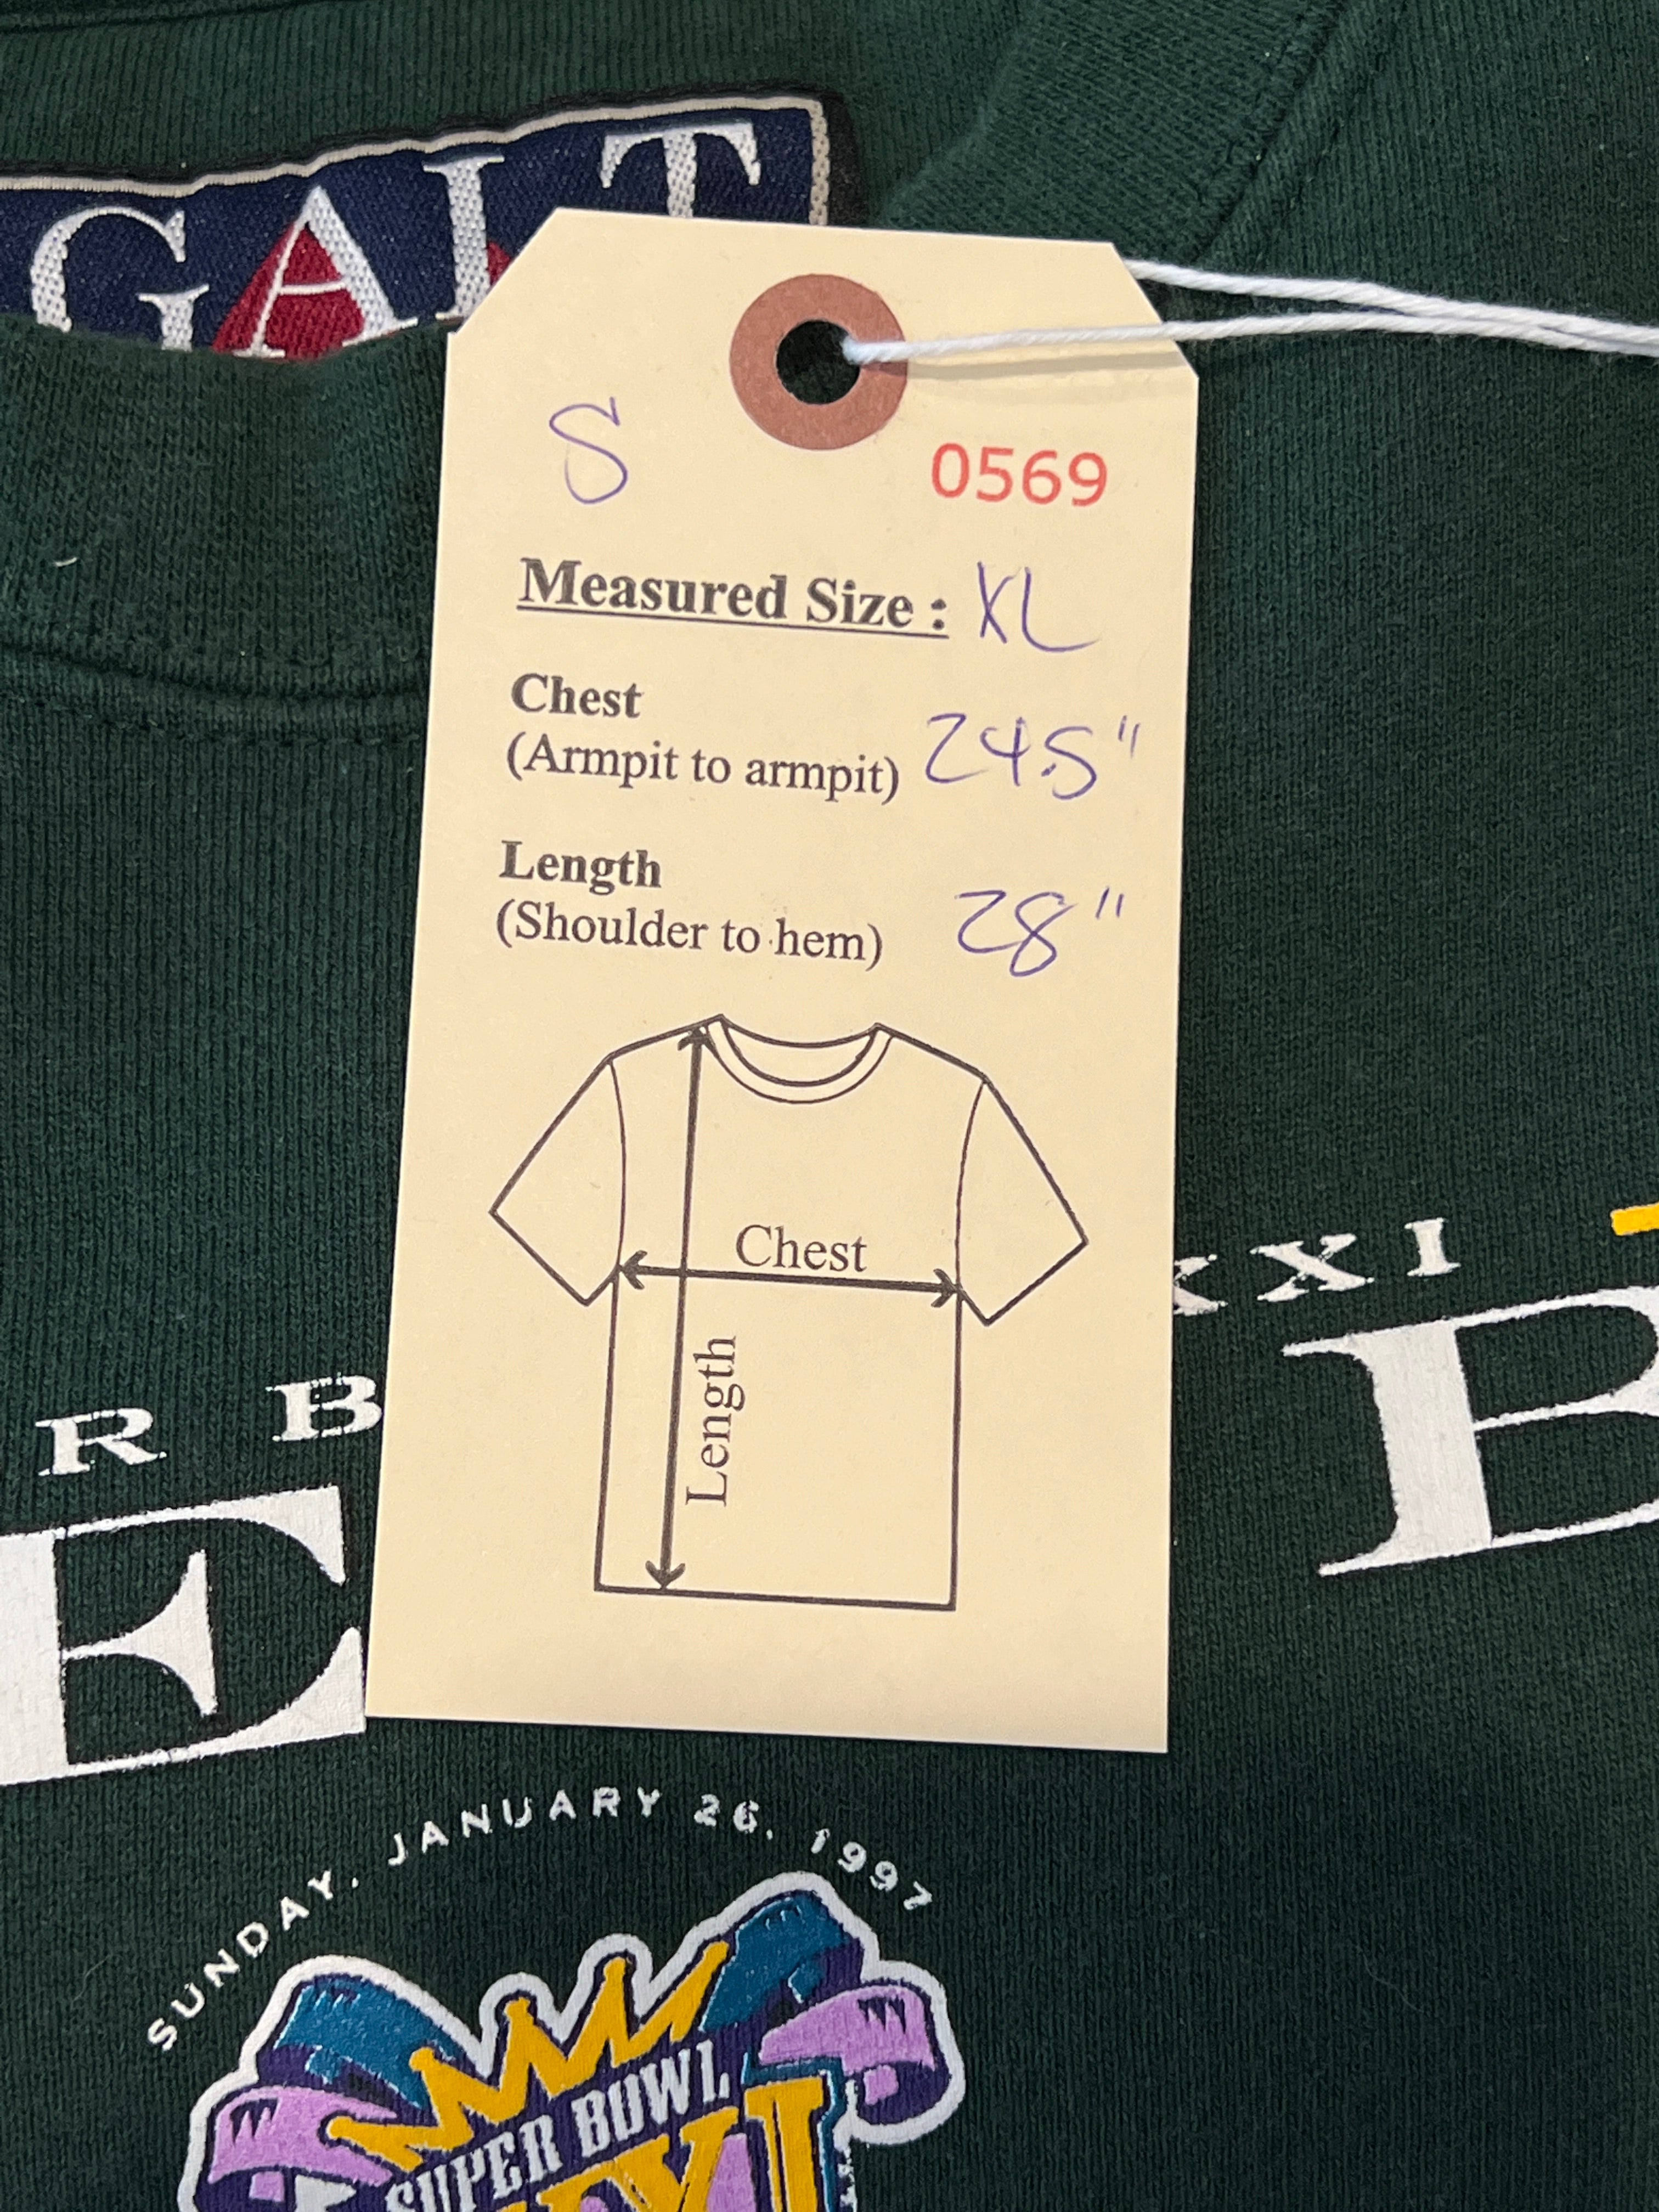 GALT
S
0569
Measured Size : XL
Chest
(Armpit to armpit) 24.5"
Length
(Shoulder to hem) 28"
Chest
Length
R B XXI
E B
SUNDAY, JANUARY 26, 1997
SUPER BOWL
XXXI